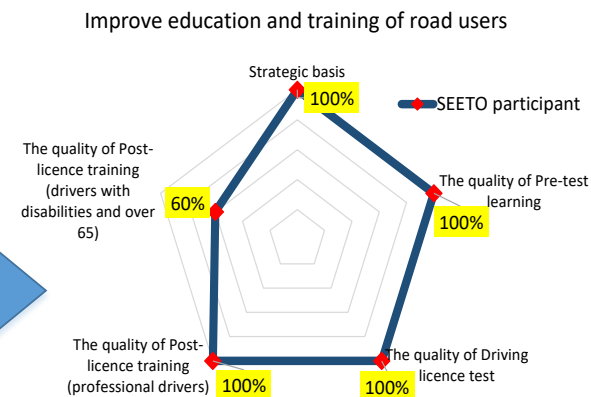 Improve education and training of road users
Strategic basis
100%
SEETO participant
The quality of Post-
licence training
(drivers with
disabilities and over
65)
60%
The quality of Pre-test
learning
100%
The quality of Post-
licence training
(professional drivers)
100%
The quality of Driving
licence test
100%